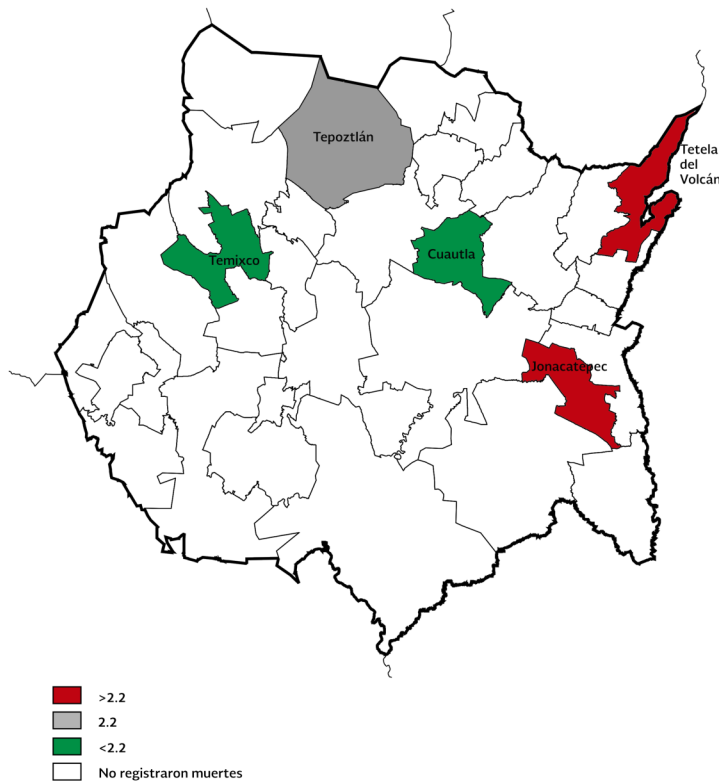 Tepoztlán
Tetela
del
Volcán
Temixco
Cuautla
Jonacatepec
>2.2
2.2
<2.2
No registraron muertes